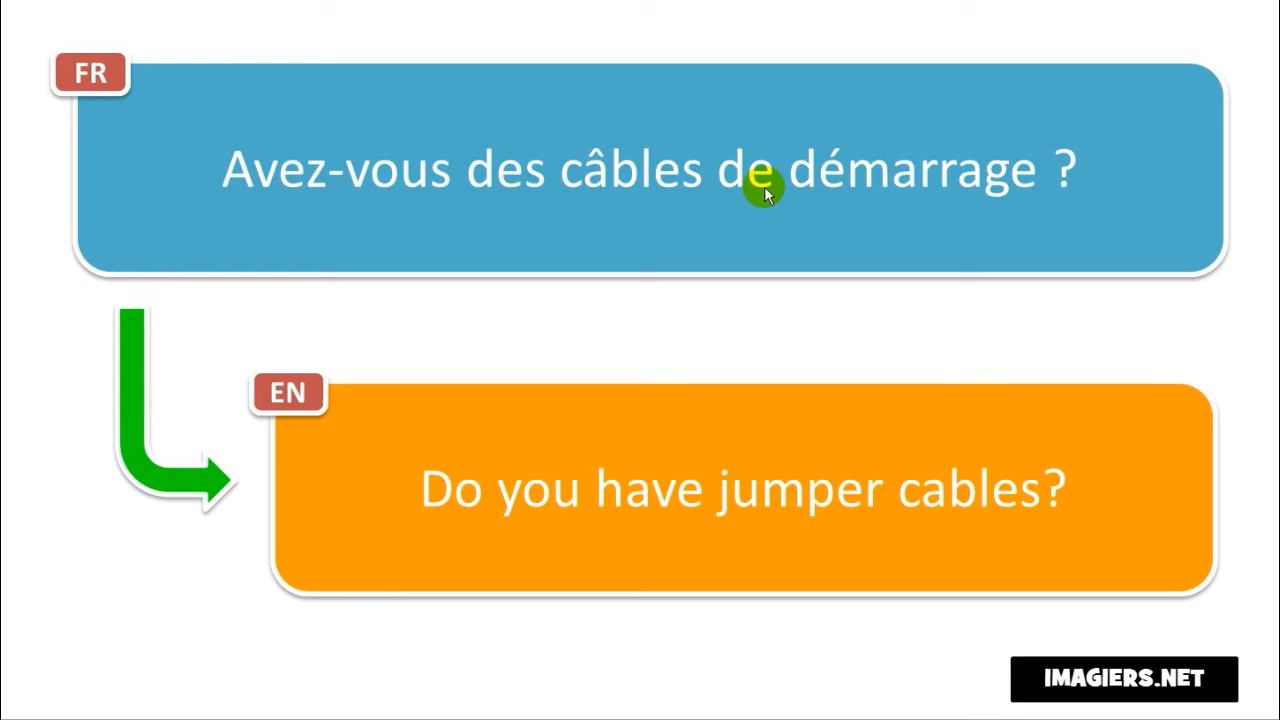 FR
Avez-vous des câbles de démarrage ?
EN
Do you have jumper cables?
IMAGIERS.NET